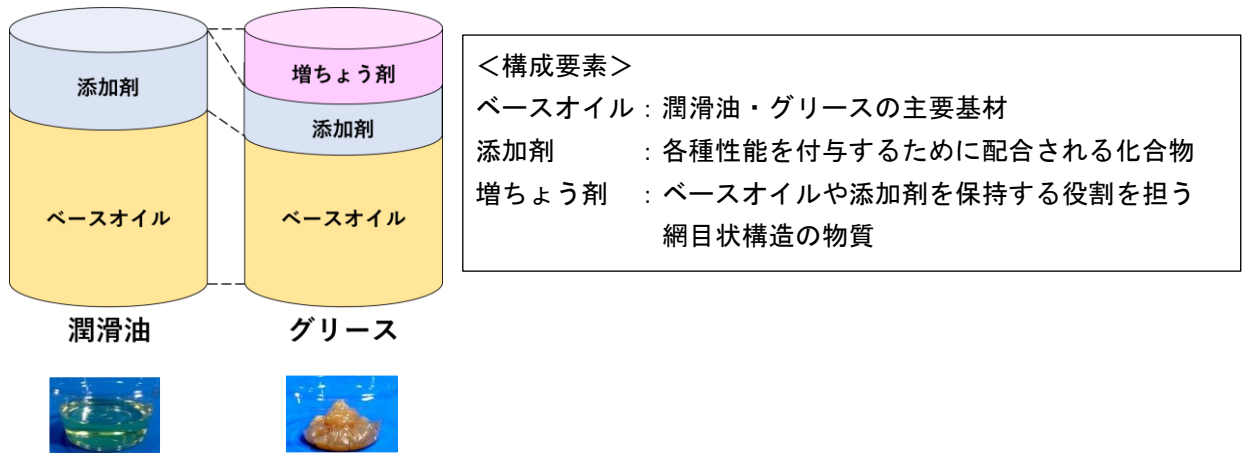 添加剤
ベースオイル
潤滑油
増ちょう剤
添加剤
ベースオイル
グリース
＜構成要素＞
ベースオイル：潤滑油・グリースの主要基材
添加剤　　　：各種性能を付与するために配合される化合物
増ちょう剤　：ベースオイルや添加剤を保持する役割を担う
網目状構造の物質